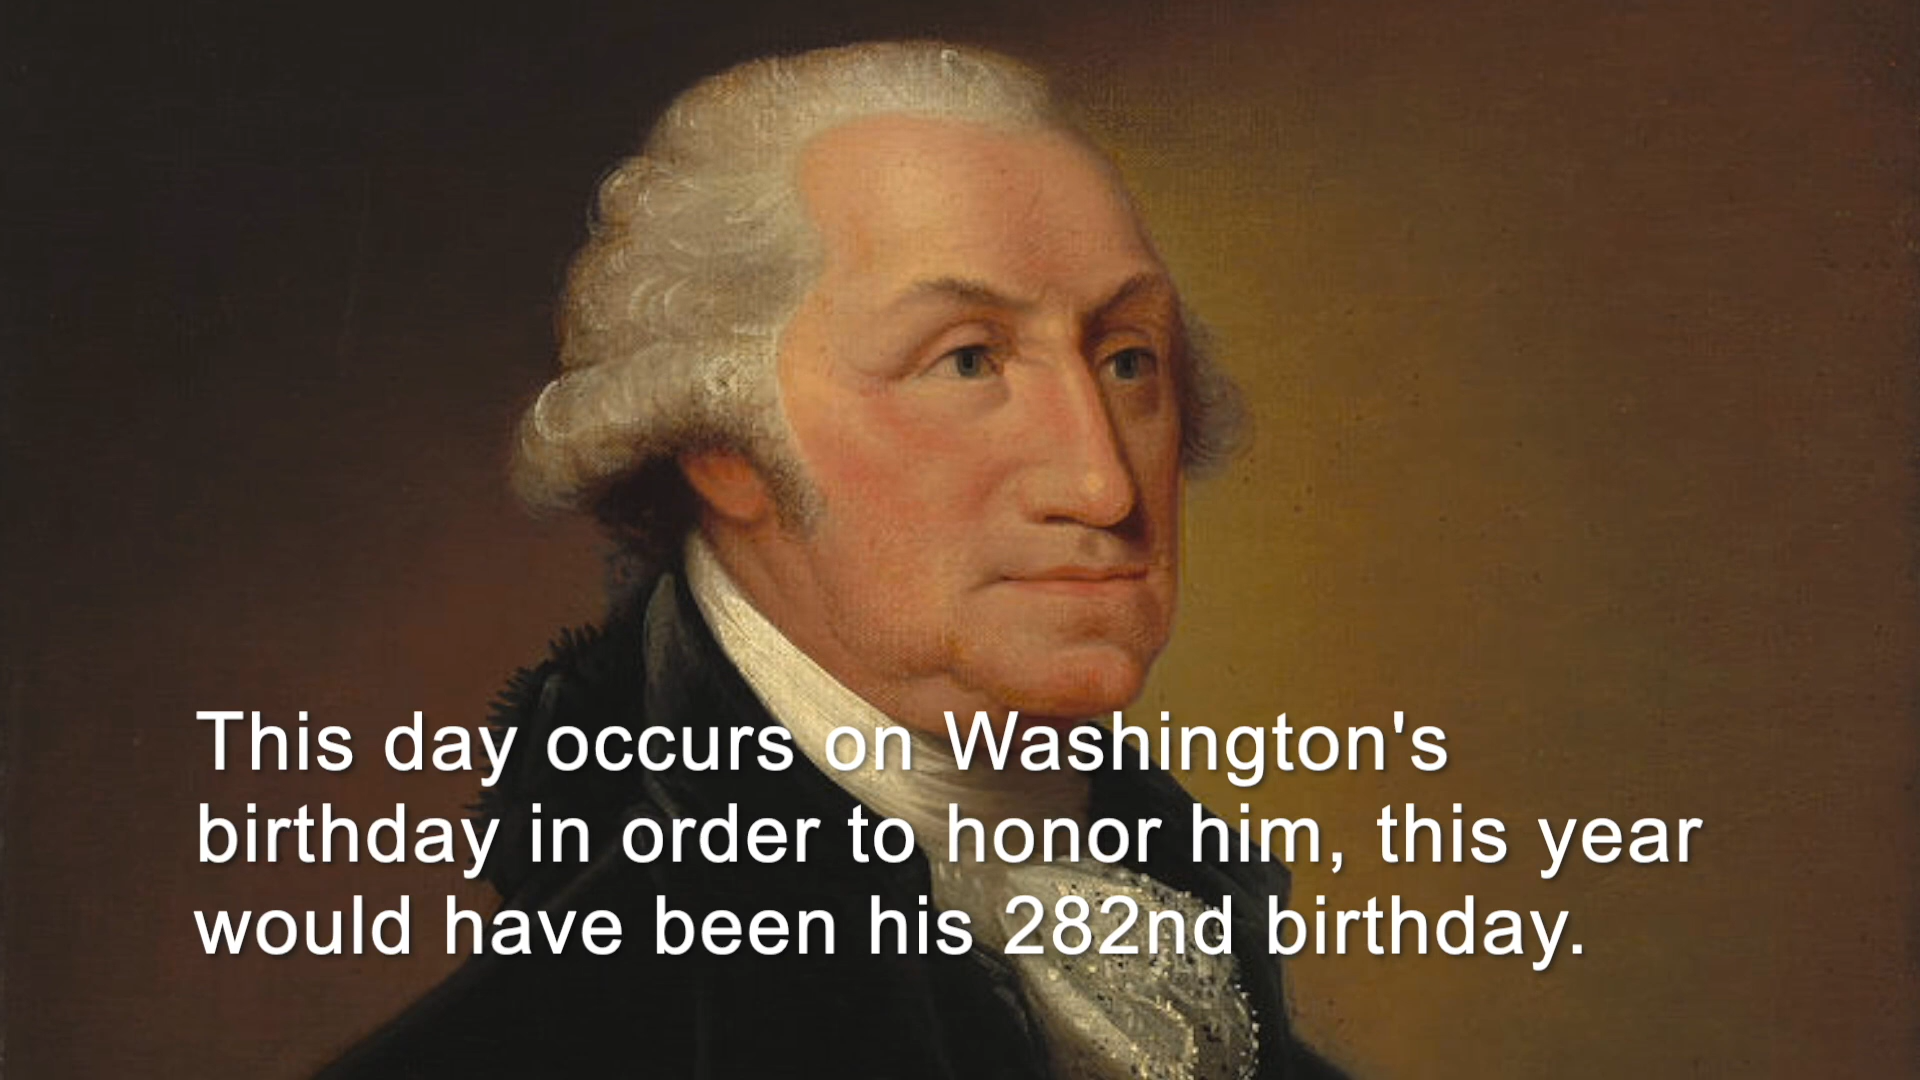 This day occurs on Washington's
birthday in order to honor him, this year
would have been his 282nd birthday.